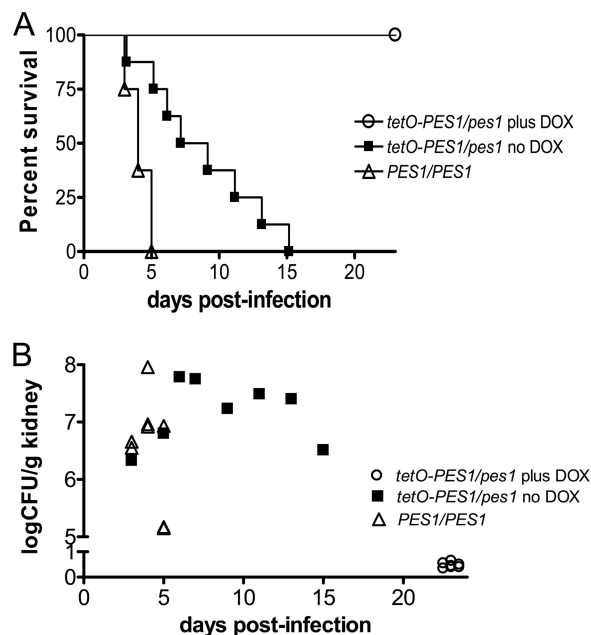 A
Percent survival
100
75
50
25
0
0 5 10 15 20
days post-infection
tetO-PES1/pes1 plus DOX
tetO-PES1/pes1 no DOX
PES1/PES1
B
logCFU/g kidney
8
7
6
5
1
0
0 5 10 15 20
days post-infection
tetO-PES1/pes1 plus DOX
tetO-PES1/pes1 no DOX
PES1/PES1